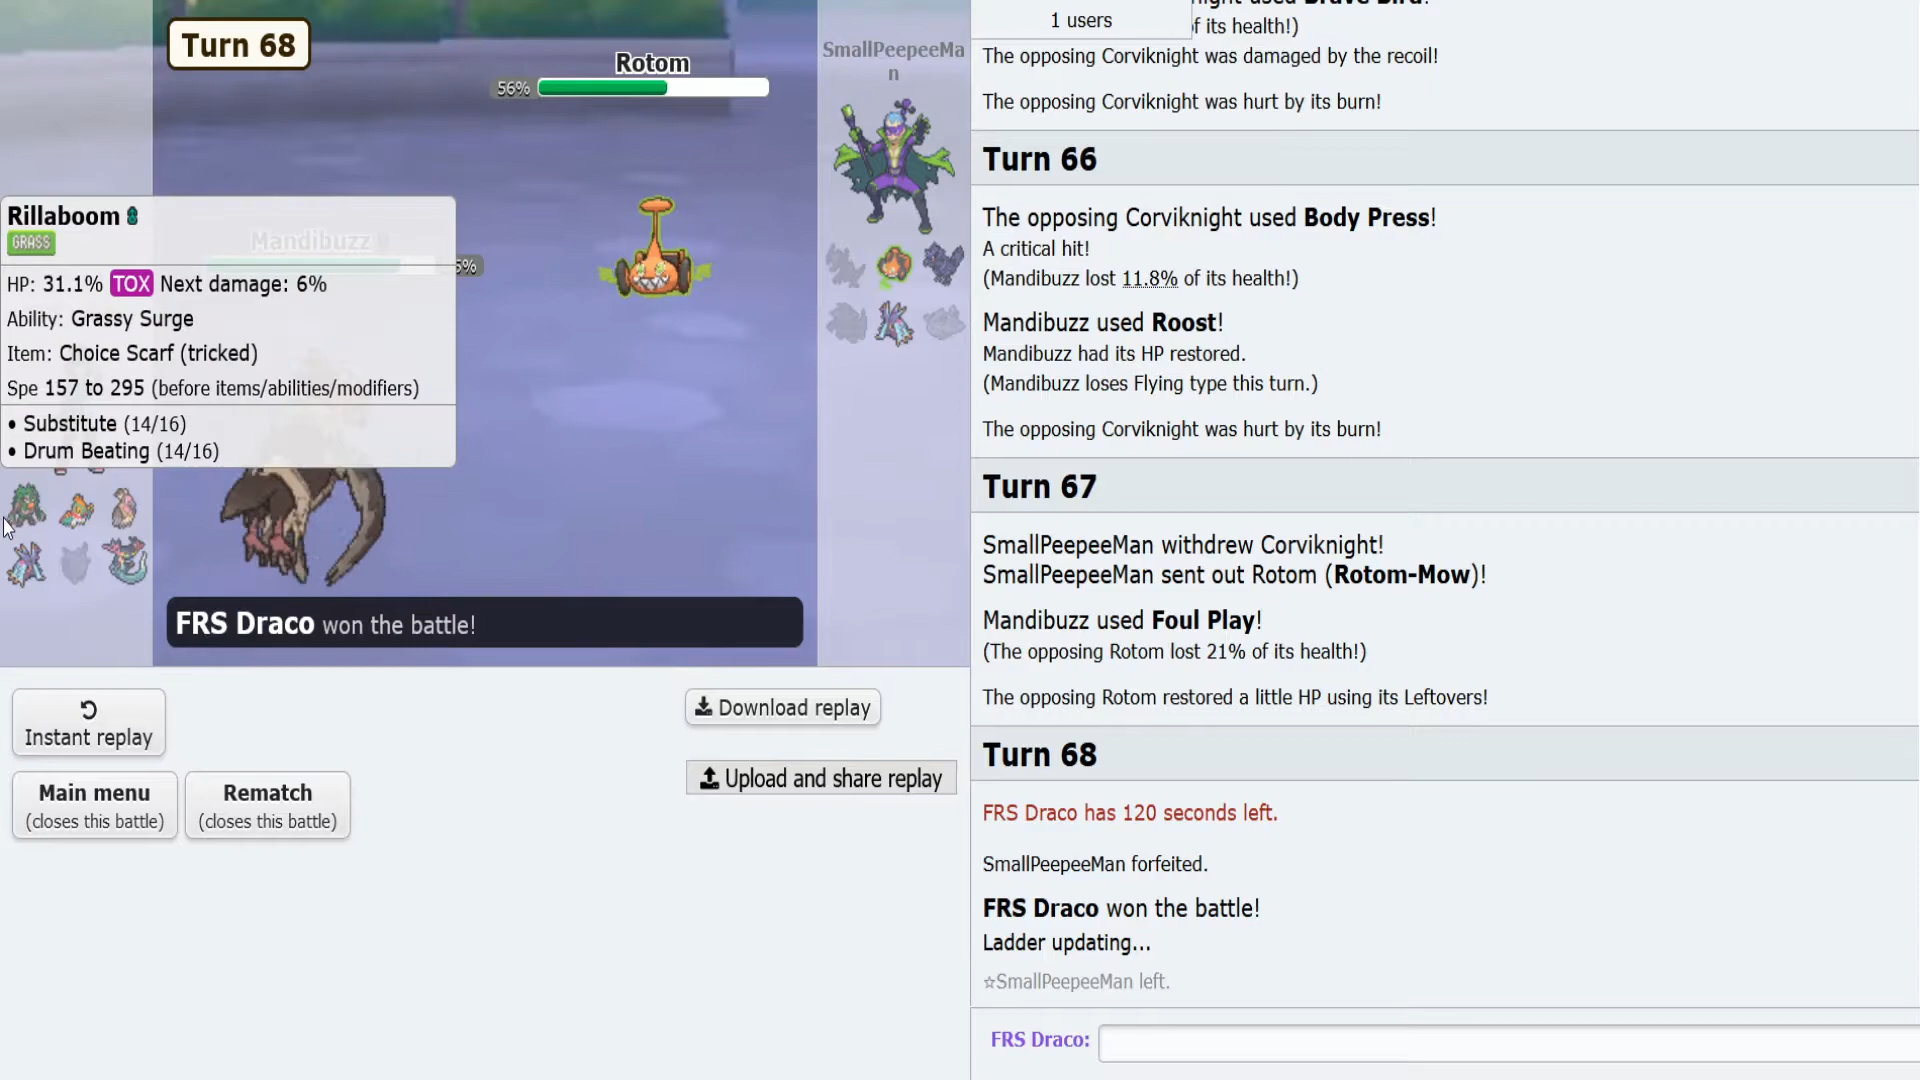 Turn 68
Rotom
56%
SmallPeepeeMa
n
Rillaboom
GRASS
Mandibuzz
HP: 31.1% TOX Next damage: 6%
Ability: Grassy Surge
Item: Choice Scarf (tricked)
Spe 157 to 295 (before items/abilities/modifiers)
• Substitute (14/16)
• Drum Beating (14/16)
FRS Draco won the battle!
Instant replay
Download replay
Upload and share replay
Main menu
(closes this battle)
Rematch
(closes this battle)
1 users
used Brave Bird!
of its health!)
The opposing Corviknight was damaged by the recoil!
The opposing Corviknight was hurt by its burn!
Turn 66
The opposing Corviknight used Body Press!
A critical hit!
(Mandibuzz lost 11.8% of its health!)
Mandibuzz used Roost!
Mandibuzz had its HP restored.
(Mandibuzz loses Flying type this turn.)
The opposing Corviknight was hurt by its burn!
Turn 67
SmallPeepeeMan withdrew Corviknight!
SmallPeepeeMan sent out Rotom (Rotom-Mow)!
Mandibuzz used Foul Play!
(The opposing Rotom lost 21% of its health!)
The opposing Rotom restored a little HP using its Leftovers!
Turn 68
FRS Draco has 120 seconds left.
SmallPeepeeMan forfeited.
FRS Draco won the battle!
Ladder updating...
☆SmallPeepeeMan left.
FRS Draco: